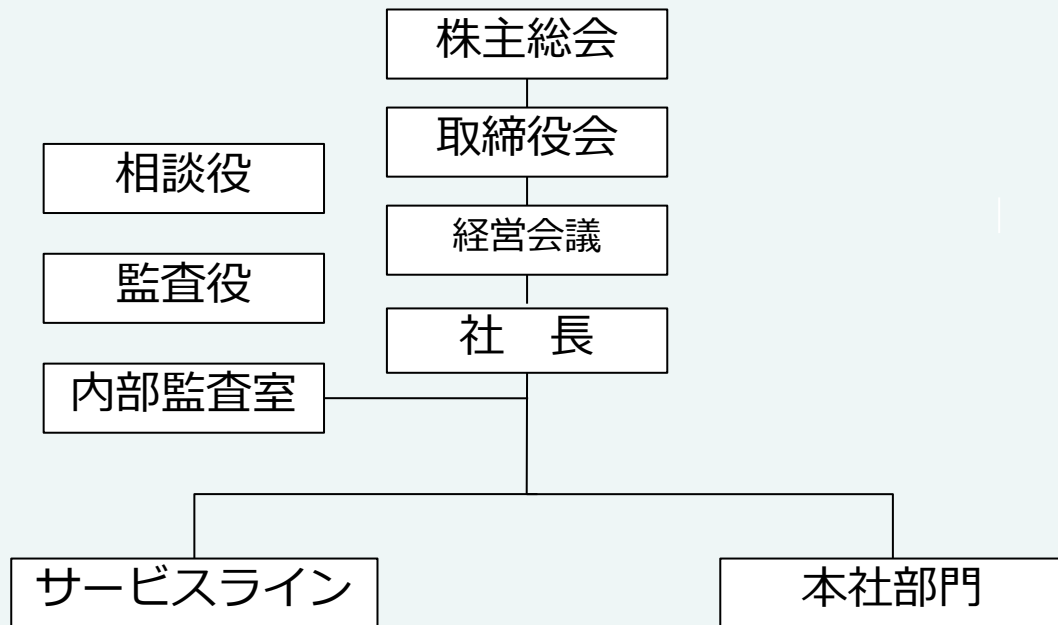 株主総会
取締役会
相談役
経営会議
監査役
社　長
内部監査室
サービスライン
本社部門